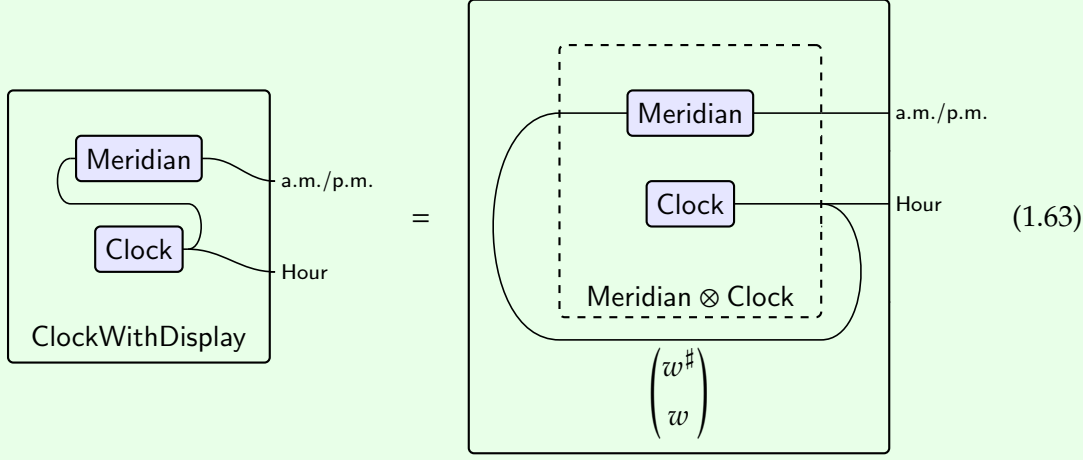 Meridian
a.m./p.m.
Clock
Hour
ClockWithDisplay
=
Meridian
a.m./p.m.
Clock
Hour
Meridian ⊗ Clock
(w♯
w)
(1.63)